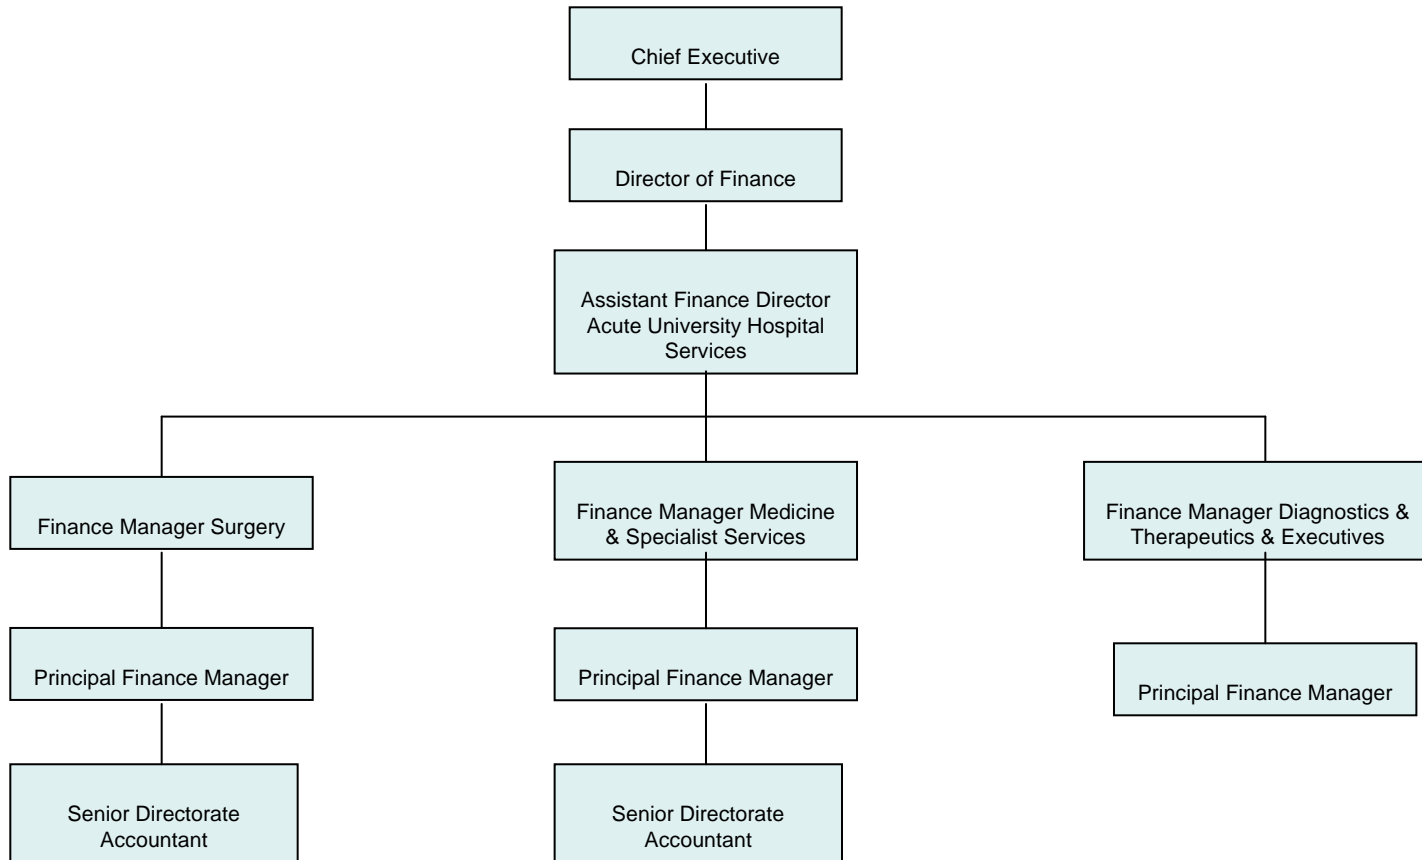 Chief Executive
Director of Finance
Assistant Finance Director
Acute University Hospital
Services
Finance Manager Surgery
Finance Manager Medicine
& Specialist Services
Finance Manager Diagnostics &
Therapeutics & Executives
Principal Finance Manager
Principal Finance Manager
Principal Finance Manager
Senior Directorate
Accountant
Senior Directorate
Accountant